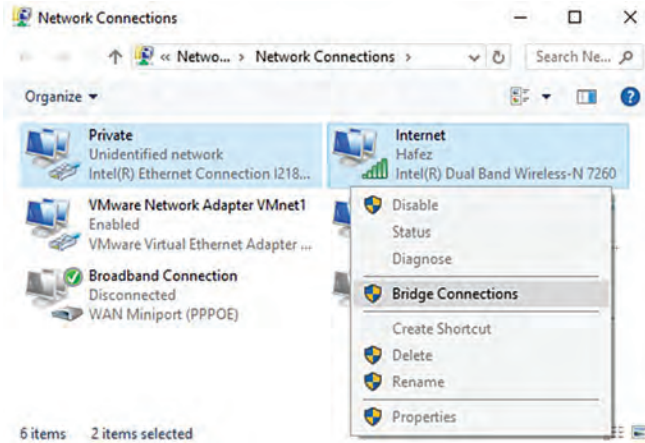 Network Connections
« Netwo... > Network Connections >
Search Ne...
Organize
Private
Unidentified network
Intel(R) Ethernet Connection I218...
Internet
Hafez
Intel(R) Dual Band Wireless-N 7260
VMware Network Adapter VMnet1
Enabled
VMware Virtual Ethernet Adapter ...
Broadband Connection
Disconnected
WAN Miniport (PPPOE)
Disable
Status
Diagnose
Bridge Connections
Create Shortcut
Delete
Rename
Properties
6 items 2 items selected